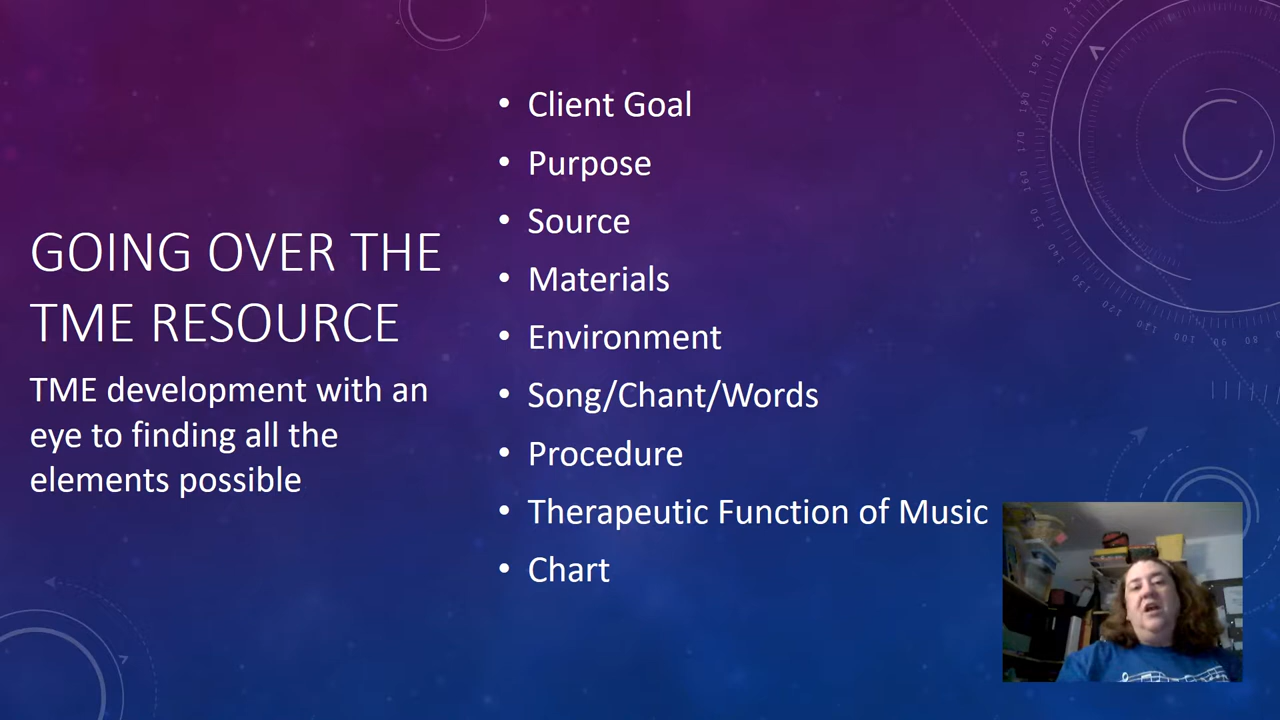 GOING OVER THE
TME RESOURCE
TME development with an
eye to finding all the
elements possible
• Client Goal
• Purpose
• Source
• Materials
• Environment
• Song/Chant/Words
• Procedure
• Therapeutic Function of Music
• Chart